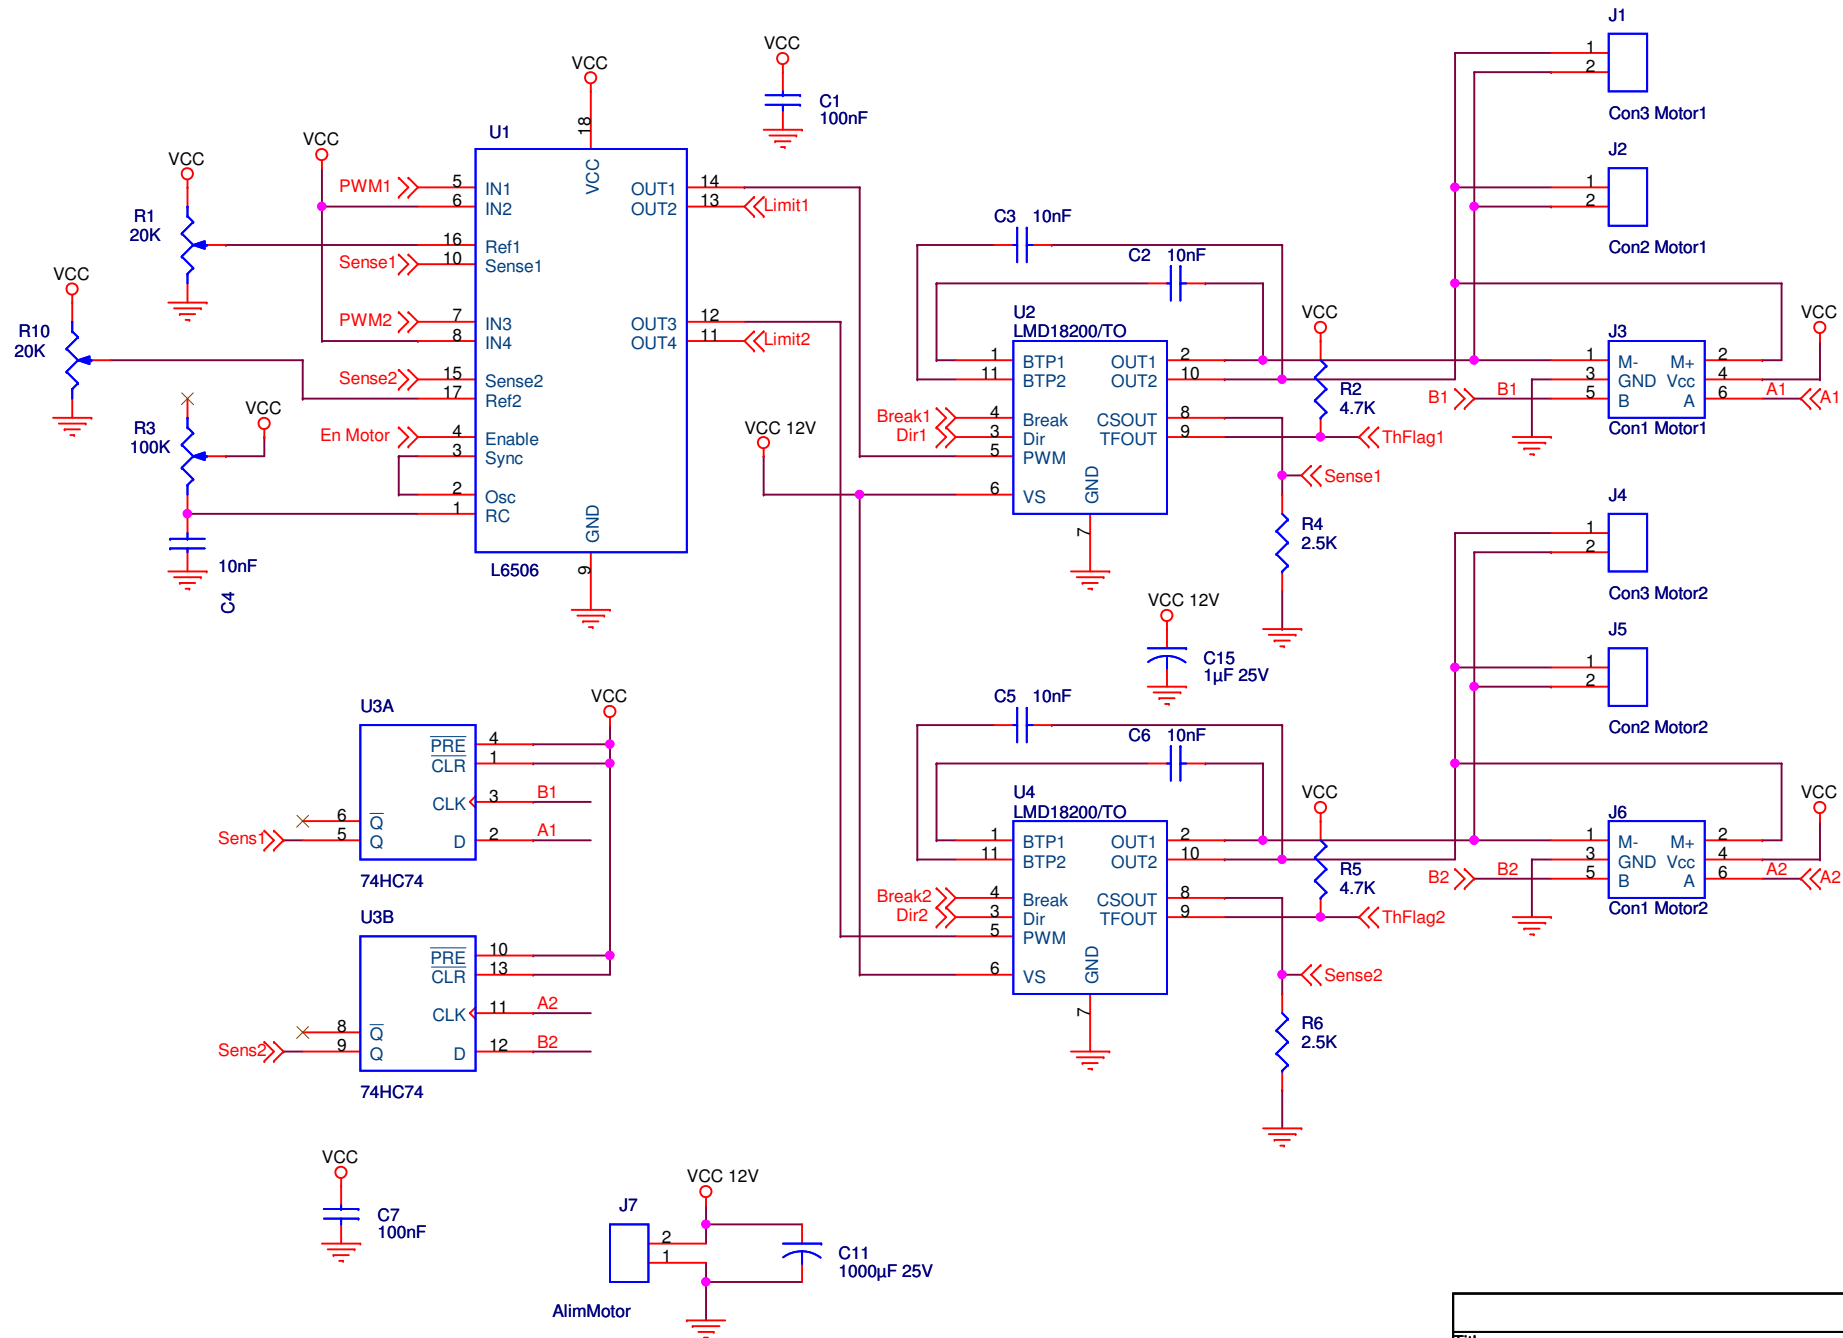 J1
1
2
Con3 Motor1
J2
1
2
Con2 Motor1
VCC
C1
100nF
VCC
VCC
VCC
R1
20K
VCC
R10
20K
R3
100K
VCC
10nF
C4
U1
18
VCC
PWM1
5
IN1
6
IN2
16
Ref1
Sense1
10
Sense1
PWM2
7
IN3
8
IN4
Sense2
15
Sense2
17
Ref2
En Motor
4
Enable
3
Sync
2
Osc
1
RC
OUT1
14
OUT2
13
Limit1
OUT3
12
OUT4
11
Limit2
GND
9
L6506
C3 10nF
C2 10nF
U2
LMD18200/TO
1
BTP1
11
BTP2
Break1
4
Break
Dir1
3
Dir
5
PWM
VCC 12V
6
VS
GND
7
OUT1
2
OUT2
10
CSOUT
8
TFOUT
9
VCC
R2
4.7K
ThFlag1
Sense1
R4
2.5K
J3
1
M-
3
GND
B1
B1
5
B
M+
2
Vcc
4
A
6
A1
A1
VCC
Con1 Motor1
J4
1
2
Con3 Motor2
J5
1
2
Con2 Motor2
VCC 12V
C15
1µF 25V
C5 10nF
C6 10nF
U4
LMD18200/TO
1
BTP1
11
BTP2
Break2
4
Break
Dir2
3
Dir
5
PWM
6
VS
GND
7
OUT1
2
OUT2
10
CSOUT
8
TFOUT
9
VCC
R5
4.7K
ThFlag2
Sense2
R6
2.5K
J6
1
M-
3
GND
B2
B2
5
B
M+
2
Vcc
4
A
6
A2
A2
VCC
Con1 Motor2
U3A
VCC
PRE
4
CLR
1
CLK
3
B1
D
2
A1
6
Q
Sens1
5
Q
74HC74
U3B
PRE
10
CLR
13
CLK
11
A2
D
12
B2
8
Q
Sens2
9
Q
74HC74
VCC
C7
100nF
VCC 12V
J7
2
1
C11
1000µF 25V
AlimMotor